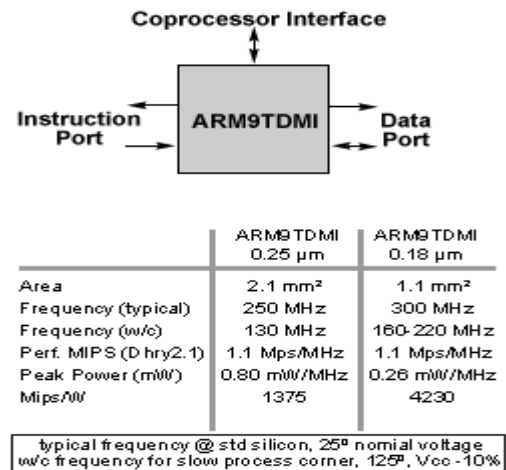 Coprocessor Interface
Instruction Port
ARM9TDMI
Data Port
ARM9TDMI 0.25 µm
ARM9TDMI 0.18 µm
Area 2.1 mm² 1.1 mm²
Frequency (typical) 250 MHz 300 MHz
Frequency (w/c) 130 MHz 160-220 MHz
Perf. MIPS (Dhry2.1) 1.1 Mps/MHz 1.1 Mps/MHz
Peak Power (mW) 0.80 mW/MHz 0.26 mW/MHz
Mips/W 1375 4230
typical frequency @ std silicon, 25º nomial voltage
w/c frequency for slow process corner, 125º, Vcc -10%